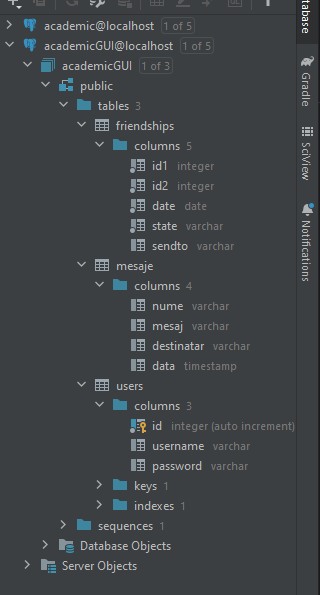 academic@localhost 1 of 5
academicGUI@localhost 1 of 5
academicGUI 1 of 3
public
tables 3
friendships
columns 5
id1 integer
id2 integer
date date
state varchar
sendto varchar
mesaje
columns 4
nume varchar
mesaj varchar
destinatar varchar
data timestamp
users
columns 3
id integer (auto increment)
username varchar
password varchar
keys 1
indexes 1
sequences 1
Database Objects
Server Objects
Gradle
SciView
Notifications